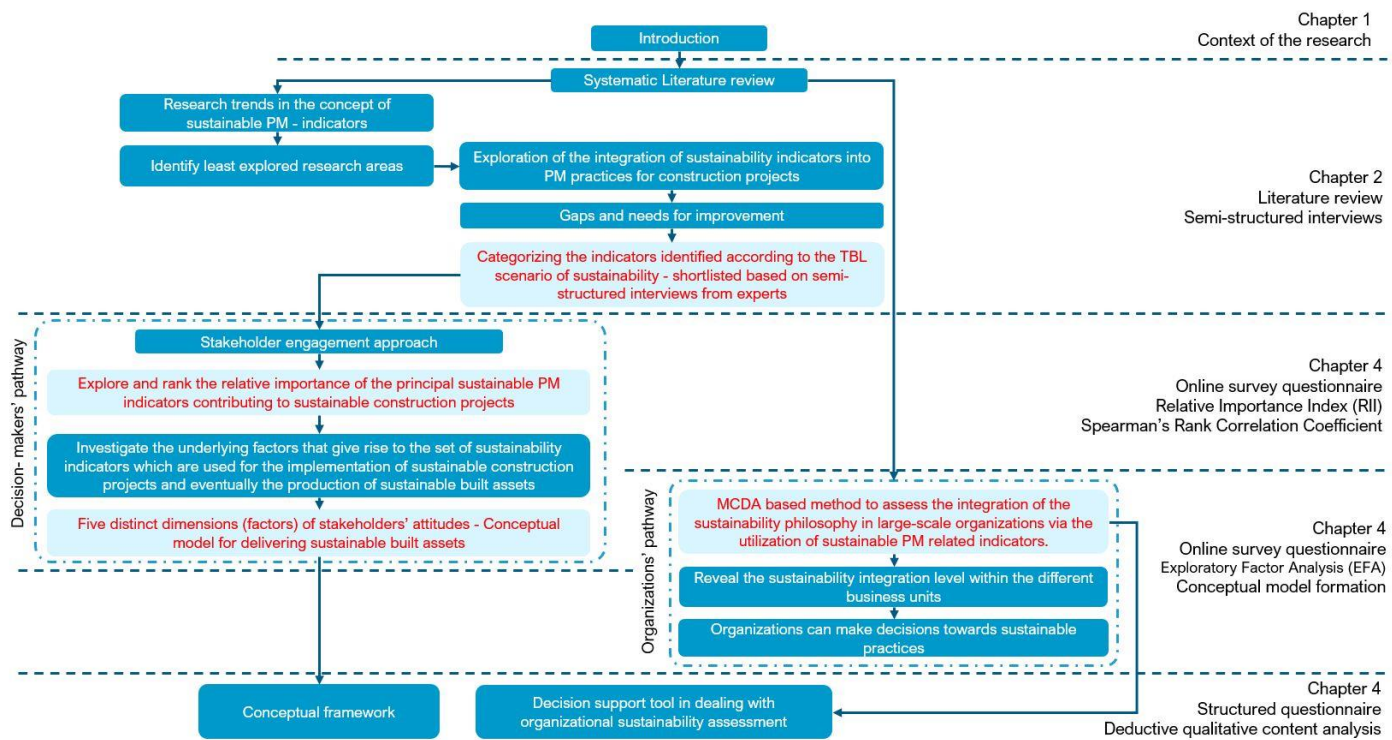 Chapter 1
Context of the research
Introduction
Systematic Literature review
Research trends in the concept of
sustainable PM - indicators
Identify least explored research areas
Exploration of the integration of sustainability indicators into
PM practices for construction projects
Gaps and needs for improvement
Categorizing the indicators identified according to the TBL
scenario of sustainability - shortlisted based on semi-
structured interviews from experts
Chapter 2
Literature review
Semi-structured interviews
Decision- makers' pathway
Stakeholder engagement approach
Explore and rank the relative importance of the principal sustainable PM
indicators contributing to sustainable construction projects
Investigate the underlying factors that give rise to the set of sustainability
indicators which are used for the implementation of sustainable construction
projects and eventually the production of sustainable built assets
Five distinct dimensions (factors) of stakeholders' attitudes - Conceptual
model for delivering sustainable built assets
Chapter 4
Online survey questionnaire
Relative Importance Index (RII)
Spearman's Rank Correlation Coefficient
Organizations' pathway
MCDA based method to assess the integration of the
sustainability philosophy in large-scale organizations via the
utilization of sustainable PM related indicators.
Reveal the sustainability integration level within the different
business units
Organizations can make decisions towards sustainable
practices
Chapter 4
Online survey questionnaire
Exploratory Factor Analysis (EFA)
Conceptual model formation
Conceptual framework
Decision support tool in dealing with
organizational sustainability assessment
Chapter 4
Structured questionnaire
Deductive qualitative content analysis